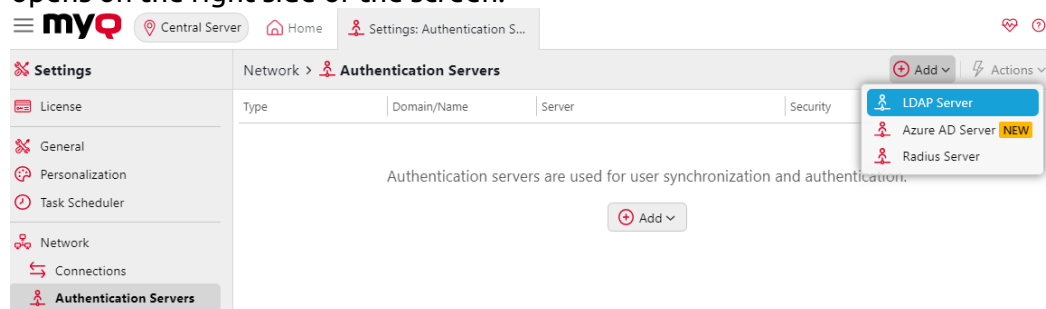 opens on the right side of the screen.
myQ Central Server Home Settings: Authentication S...
Settings Network > Authentication Servers Add Actions
License Type Domain/Name Server Security LDAP Server
Azure AD Server NEW
General Radius Server
Personalization Authentication servers are used for user synchronization and authentication.
Task Scheduler Add
Network
Connections
Authentication Servers